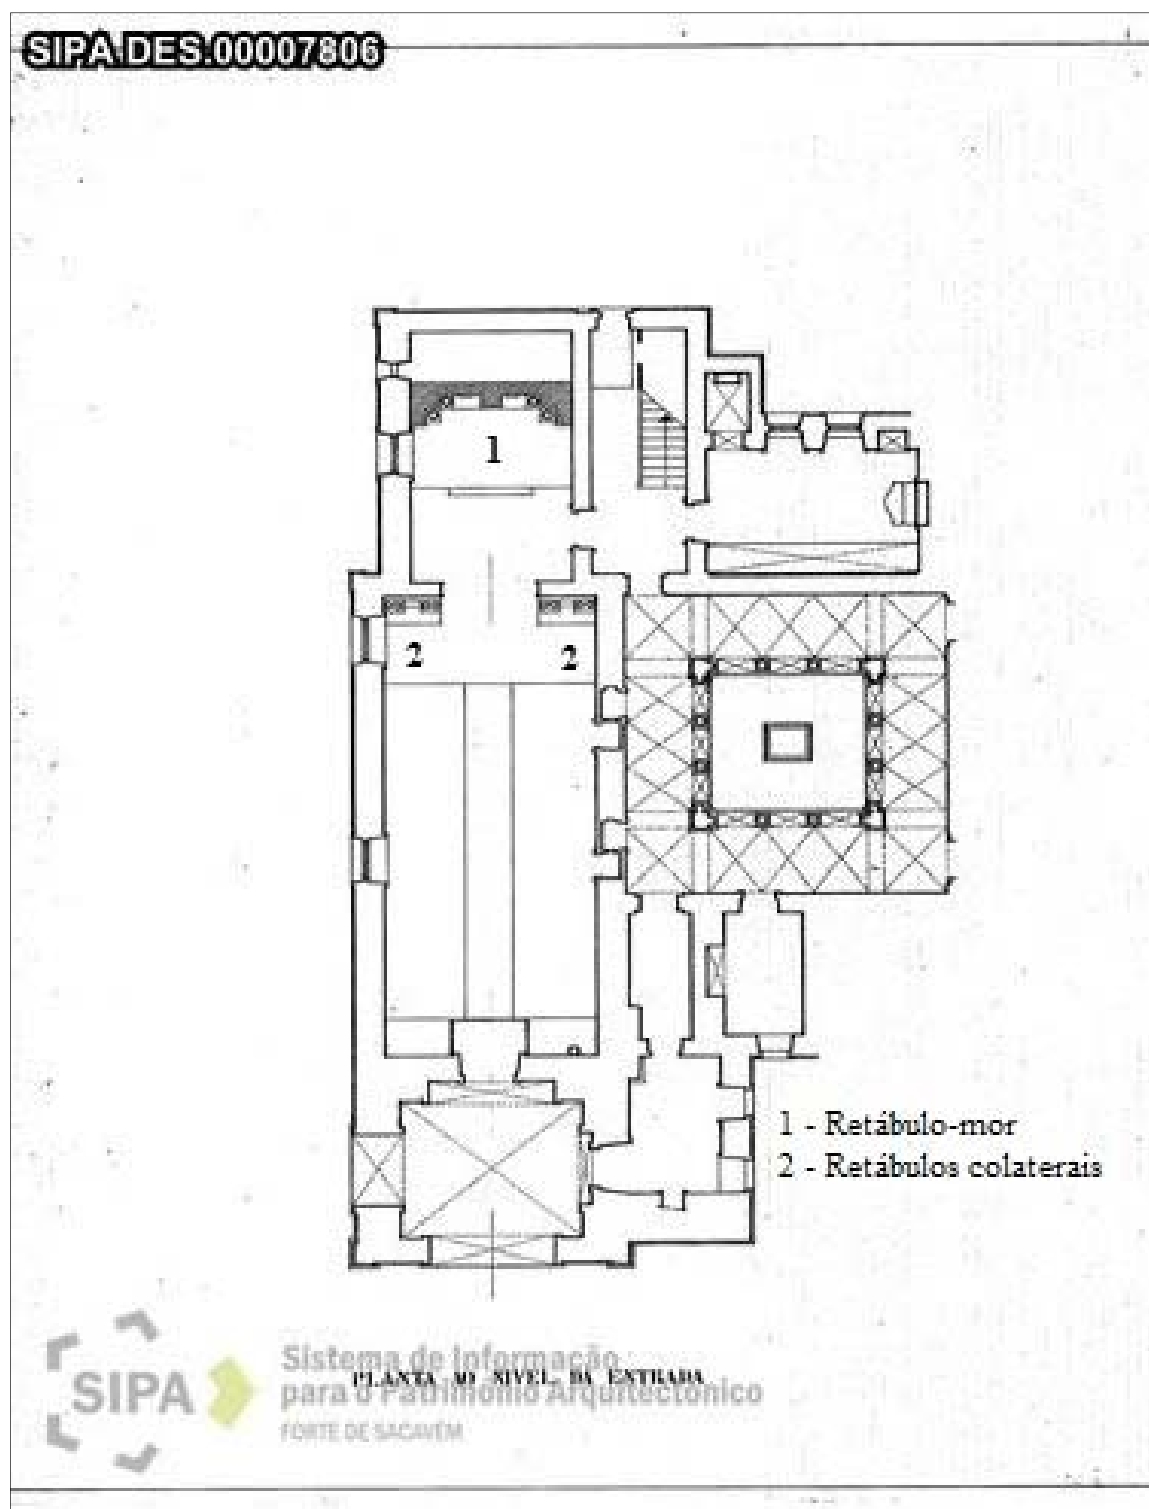 SIPA.DES.00007806
1
2
2
1 - Retábulo-mor
2 - Retábulos colaterais
PLANTA AO NIVEL DA ENTRADA
SIPA
Sistema de Informação
para o Património Arquitectónico
FORTE DE SACAVÉM